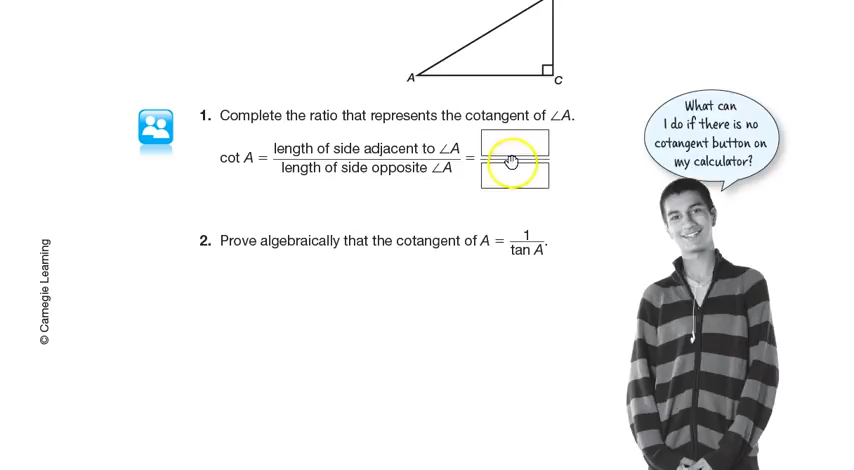 A
C
1. Complete the ratio that represents the cotangent of ∠A.
cot A = length of side adjacent to ∠A / length of side opposite ∠A =
What can
I do if there is no
cotangent button on
my calculator?
2. Prove algebraically that the cotangent of A = 1 / tan A.
© Carnegie Learning